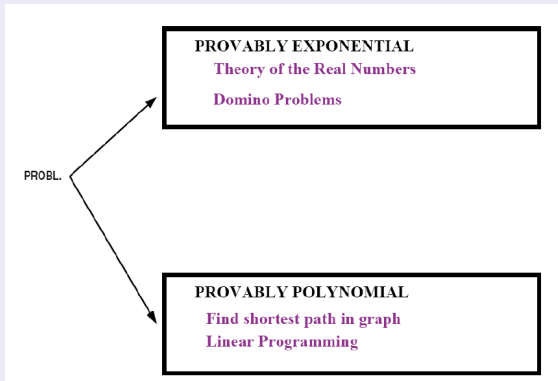 PROVABLY EXPONENTIAL
Theory of the Real Numbers
Domino Problems
PROBL.
PROVABLY POLYNOMIAL
Find shortest path in graph
Linear Programming